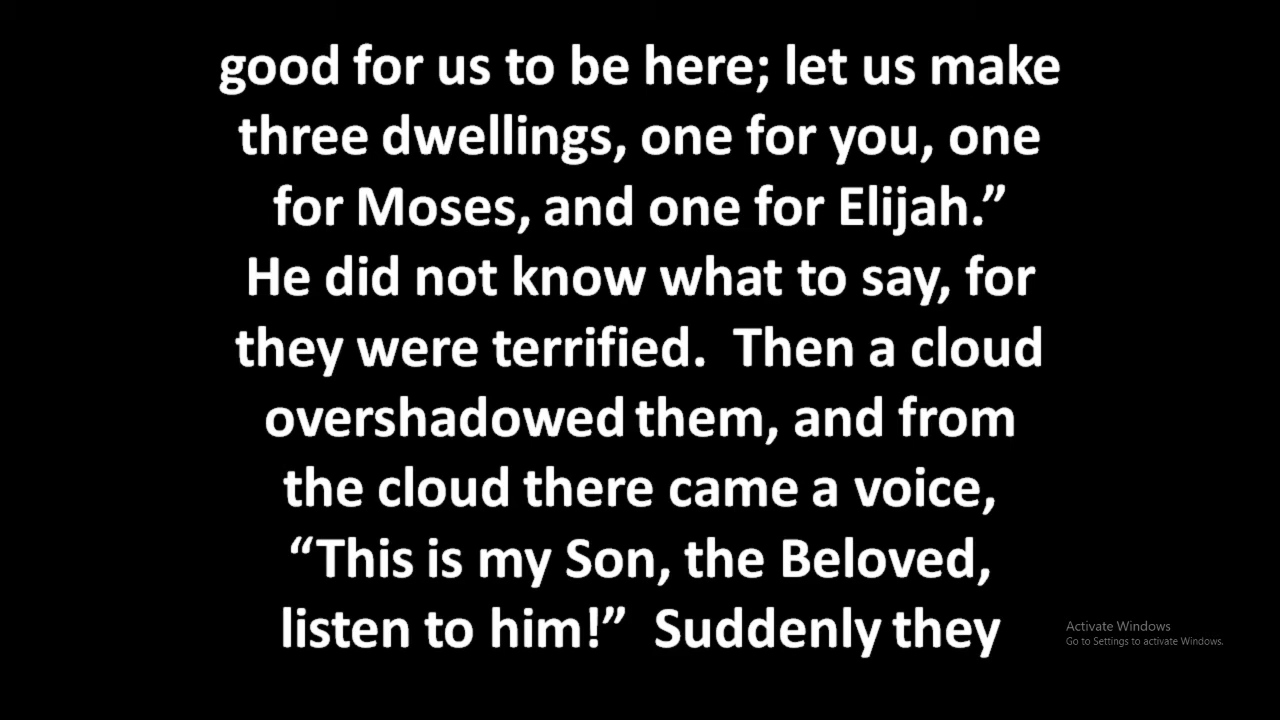 good for us to be here; let us make
three dwellings, one for you, one
for Moses, and one for Elijah.”
He did not know what to say, for
they were terrified.  Then a cloud
overshadowed them, and from
the cloud there came a voice,
“This is my Son, the Beloved,
listen to him!”  Suddenly they
Activate Windows
Go to Settings to activate Windows.